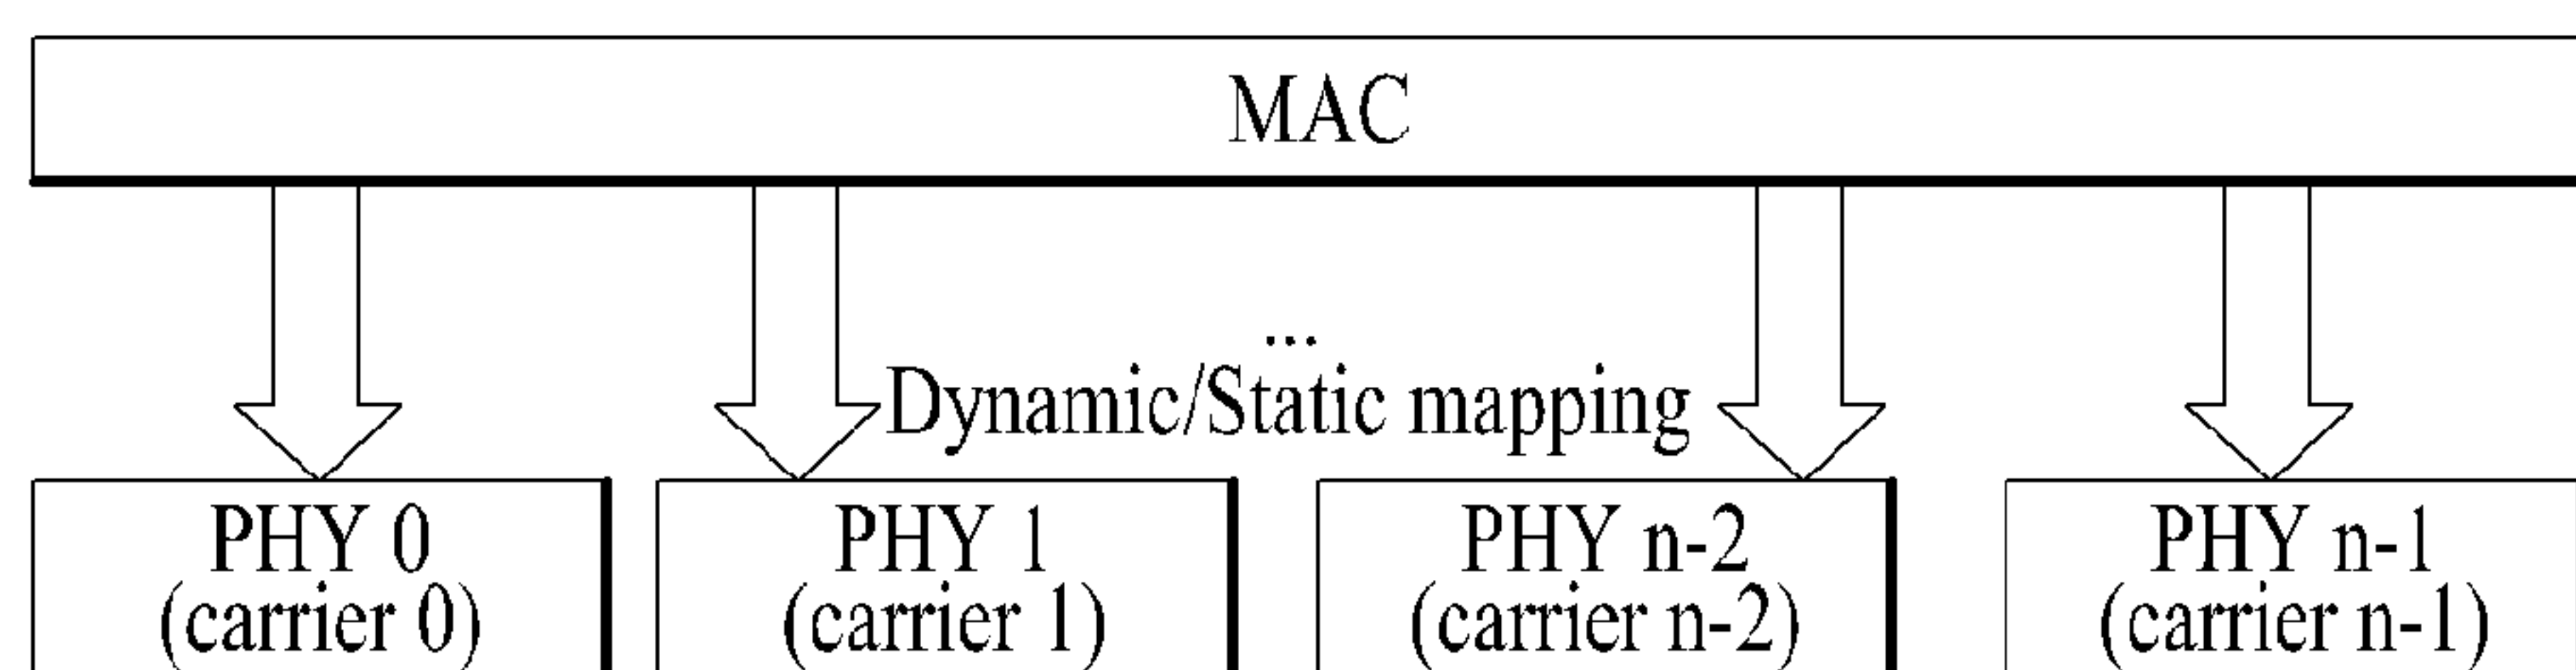 MAC
...
Dynamic/Static mapping
PHY 0
(carrier 0)
PHY 1
(carrier 1)
PHY n-2
(carrier n-2)
PHY n-1
(carrier n-1)